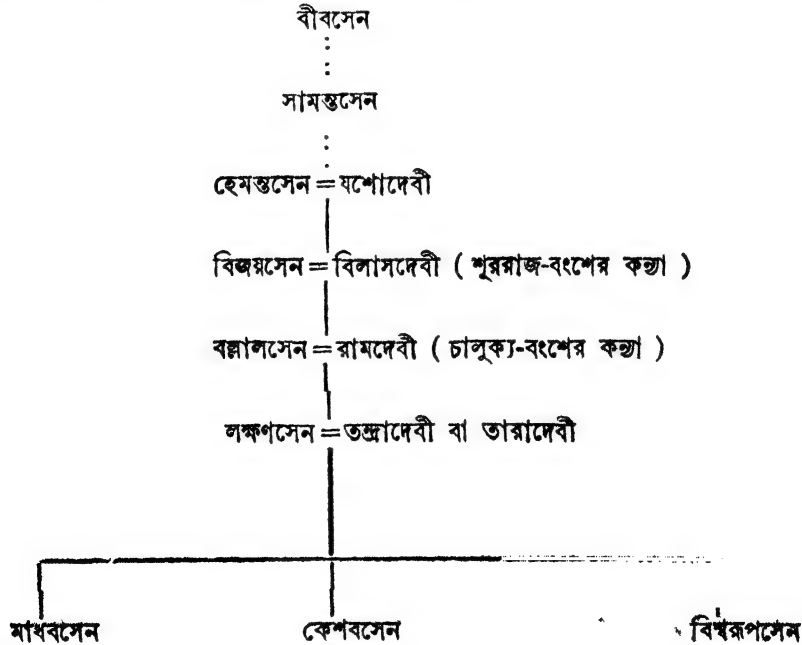 বীবসেন
সামন্তসেন
হেমন্তসেন = যশোদেবী
বিজয়সেন = বিলাসদেবী ( শূররাজ-বংশের কন্যা )
বল্লালসেন = রামদেবী ( চালুক্য-বংশের কন্যা )
লক্ষণসেন = তন্দ্রাদেবী বা তারাদেবী
মাধবসেন কেশবসেন বিশ্বরূপসেন